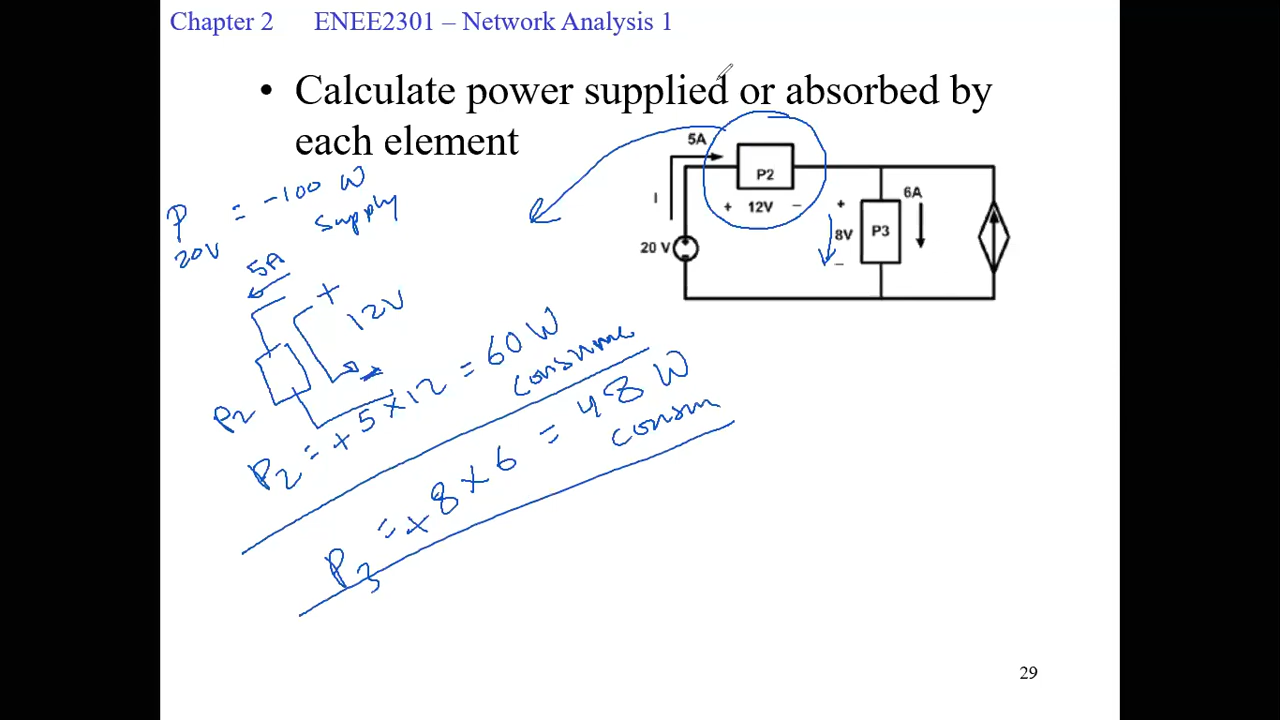 Chapter 2 ENEE2301 – Network Analysis 1
• Calculate power supplied or absorbed by
each element
5A
P2
+ 12V −
I
20 V
+
8V
−
P3
6A
P20V = -100 W
supply
5A
+
12V
P2
P2 = +5×12 = 60 W
consume
P3 = +8×6 = 48 W
consum
29